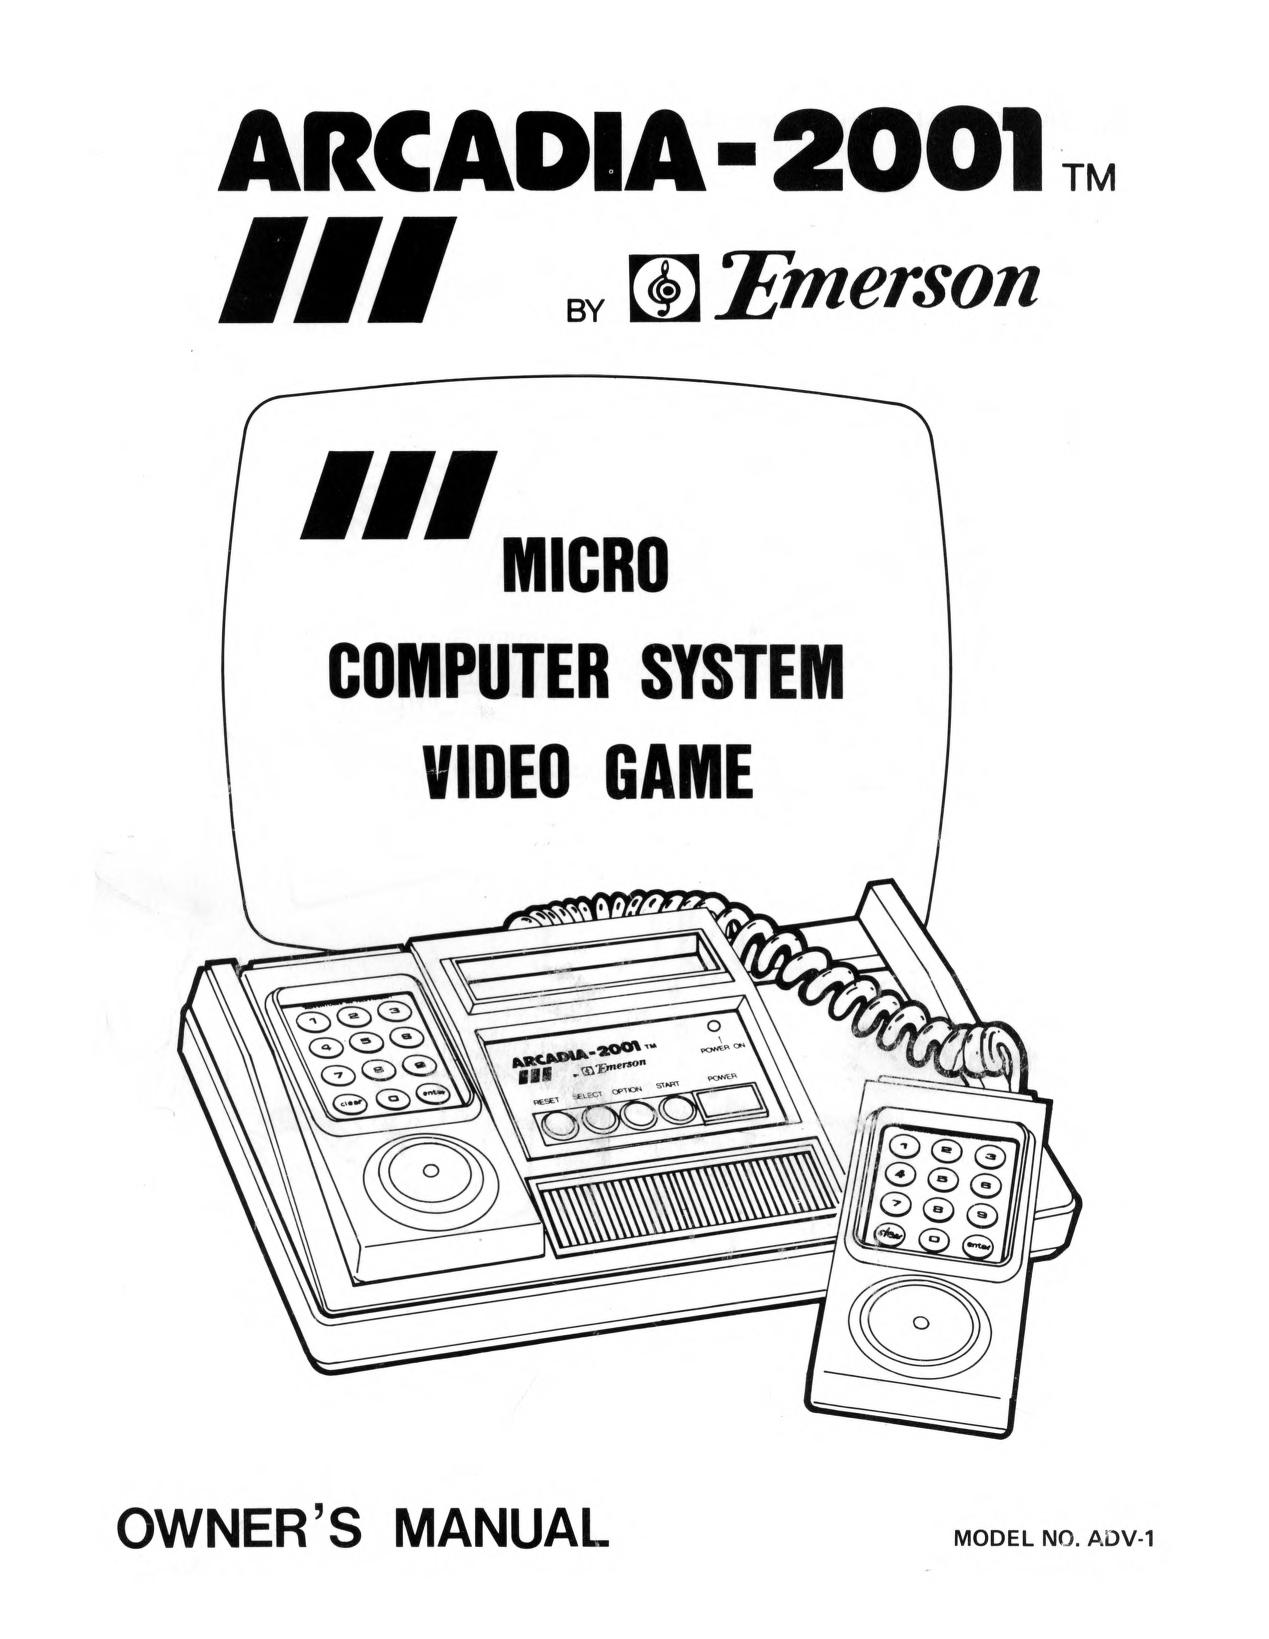 ARCADIA-2001 TM
BY Emerson
MICRO
COMPUTER SYSTEM
VIDEO GAME
1 2 3
4 5 6
7 8 9
clear 0 enter
ARCADIA-2001 TM
Emerson
POWER ON
RESET SELECT OPTION START POWER
1 2 3
4 5 6
7 8 9
clear 0 enter
OWNER'S MANUAL
MODEL NO. ADV-1